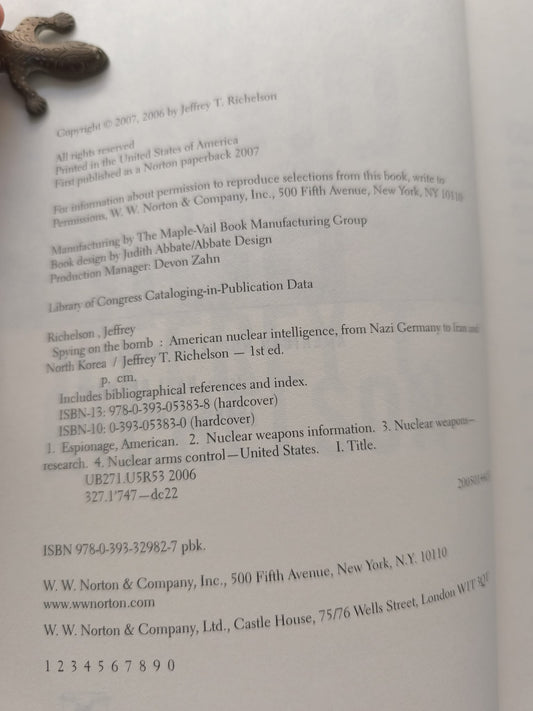 Copyright © 2007, 2006 by Jeffrey T. Richelson
All rights reserved
Printed in the United States of America
First published as a Norton paperback 2007
For information about permission to reproduce selections from this book, write to
Permissions, W. W. Norton & Company, Inc., 500 Fifth Avenue, New York, NY 10110
Manufacturing by The Maple-Vail Book Manufacturing Group
Book design by Judith Abbate/Abbate Design
Production Manager: Devon Zahn
Library of Congress Cataloging-in-Publication Data
Richelson , Jeffrey
Spying on the bomb : American nuclear intelligence, from Nazi Germany to Iran and
North Korea / Jeffrey T. Richelson — 1st ed.
p. cm.
Includes bibliographical references and index.
ISBN-13: 978-0-393-05383-8 (hardcover)
ISBN-10: 0-393-05383-0 (hardcover)
1. Espionage, American. 2. Nuclear weapons information. 3. Nuclear weapons—
research. 4. Nuclear arms control—United States. I. Title.
UB271.U5R53 2006
327.1'747—dc22
ISBN 978-0-393-32982-7 pbk.
W. W. Norton & Company, Inc., 500 Fifth Avenue, New York, N.Y. 10110
www.wwnorton.com
W. W. Norton & Company, Ltd., Castle House, 75/76 Wells Street, London W1T 3QT
1 2 3 4 5 6 7 8 9 0